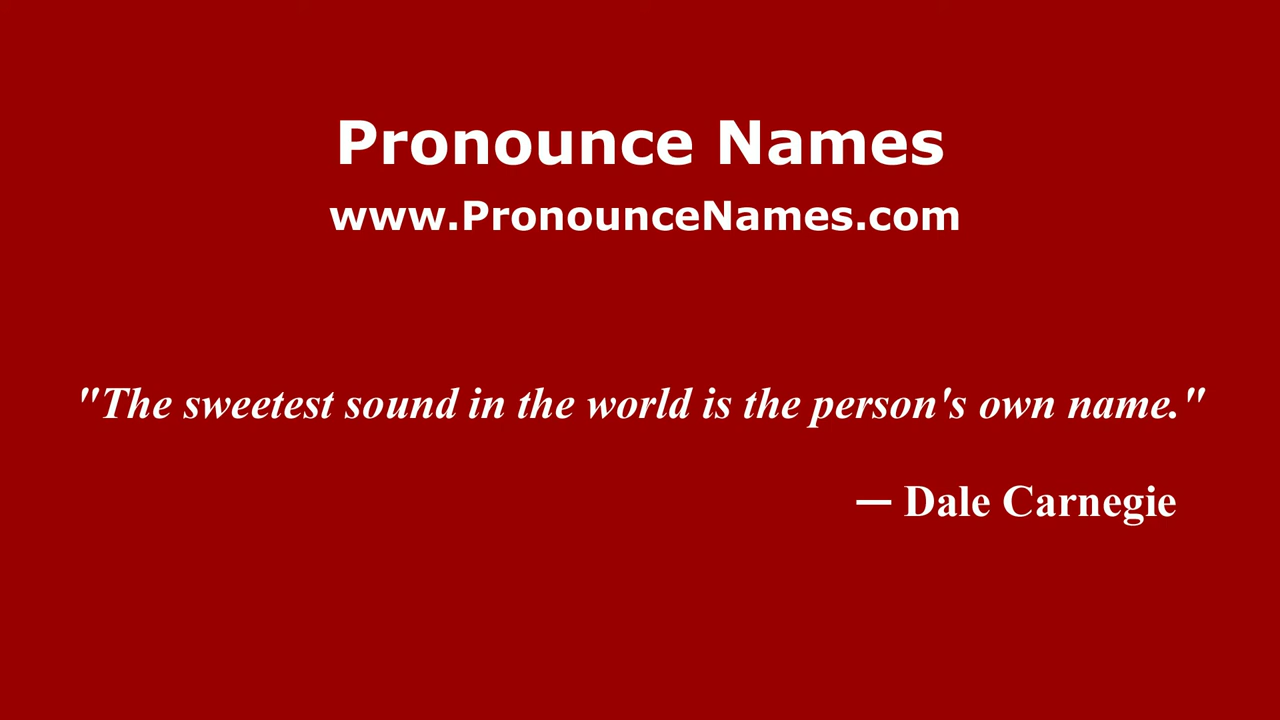 Pronounce Names
www.PronounceNames.com
"The sweetest sound in the world is the person's own name."
— Dale Carnegie